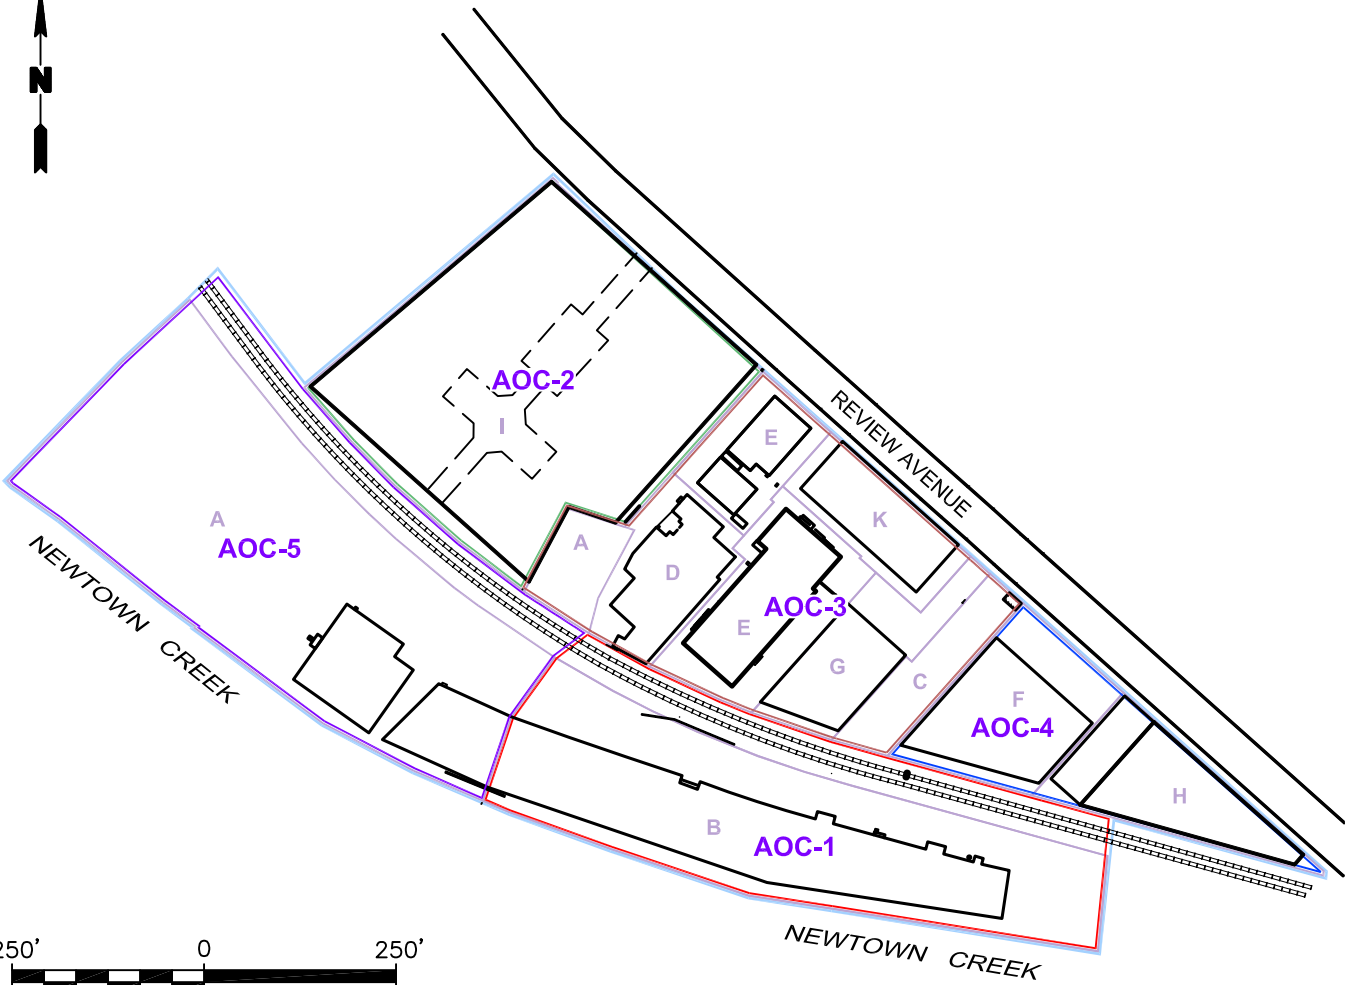 N
REVIEW AVENUE
AOC-2
I
E
K
A
AOC-5
A
D
AOC-3
E
G
C
F
AOC-4
H
NEWTOWN CREEK
B
AOC-1
NEWTOWN CREEK
250' 0 250'